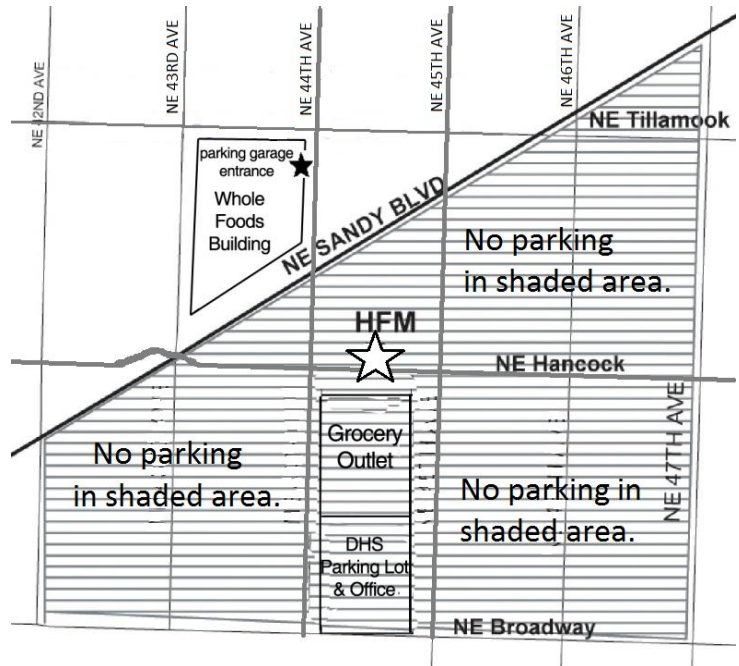 NE 42ND AVE
NE 43RD AVE
NE 44TH AVE
NE 45TH AVE
NE 46TH AVE
NE Tillamook
parking garage
entrance
Whole
Foods
Building
NE SANDY BLVD
No parking
in shaded area.
HFM
NE Hancock
NE 47TH AVE
Grocery
Outlet
No parking
in shaded area.
No parking in
shaded area.
DHS
Parking Lot
& Office
NE Broadway